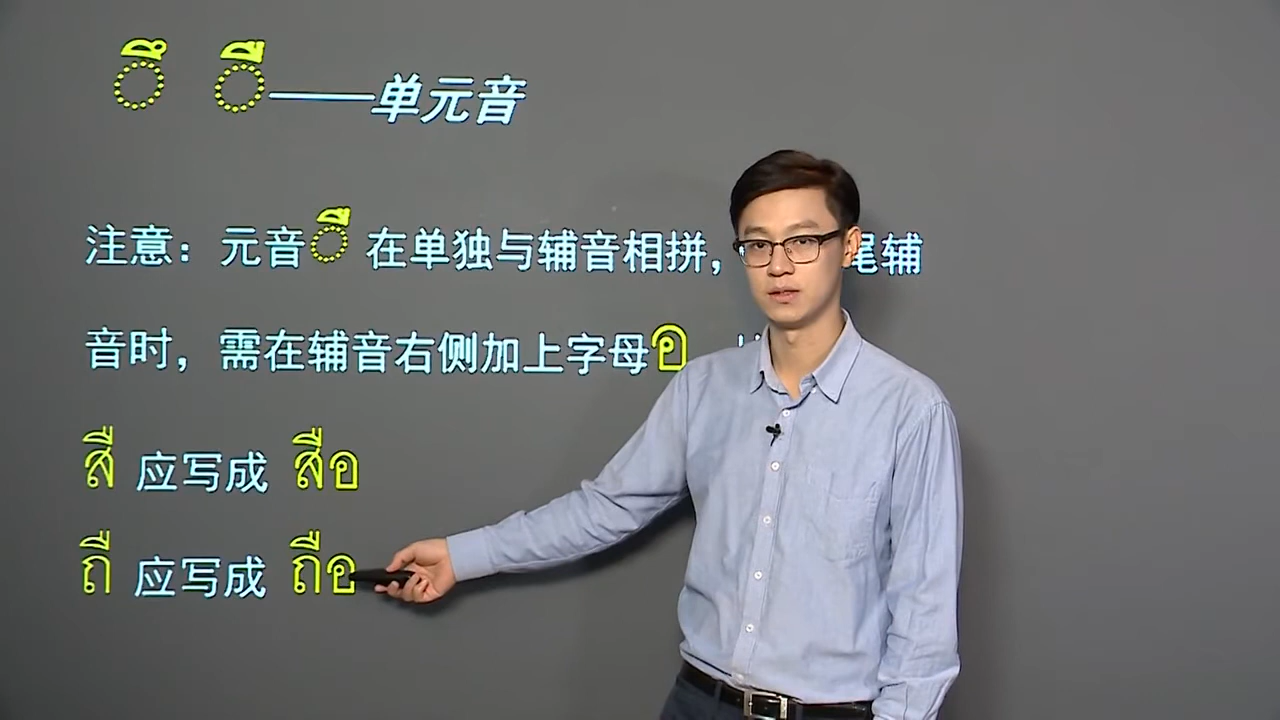 ◌ึ ◌ื——单元音
注意：元音◌ื 在单独与辅音相拼，尾辅
音时，需在辅音右侧加上字母อ
สื 应写成 สือ
ถื 应写成 ถือ